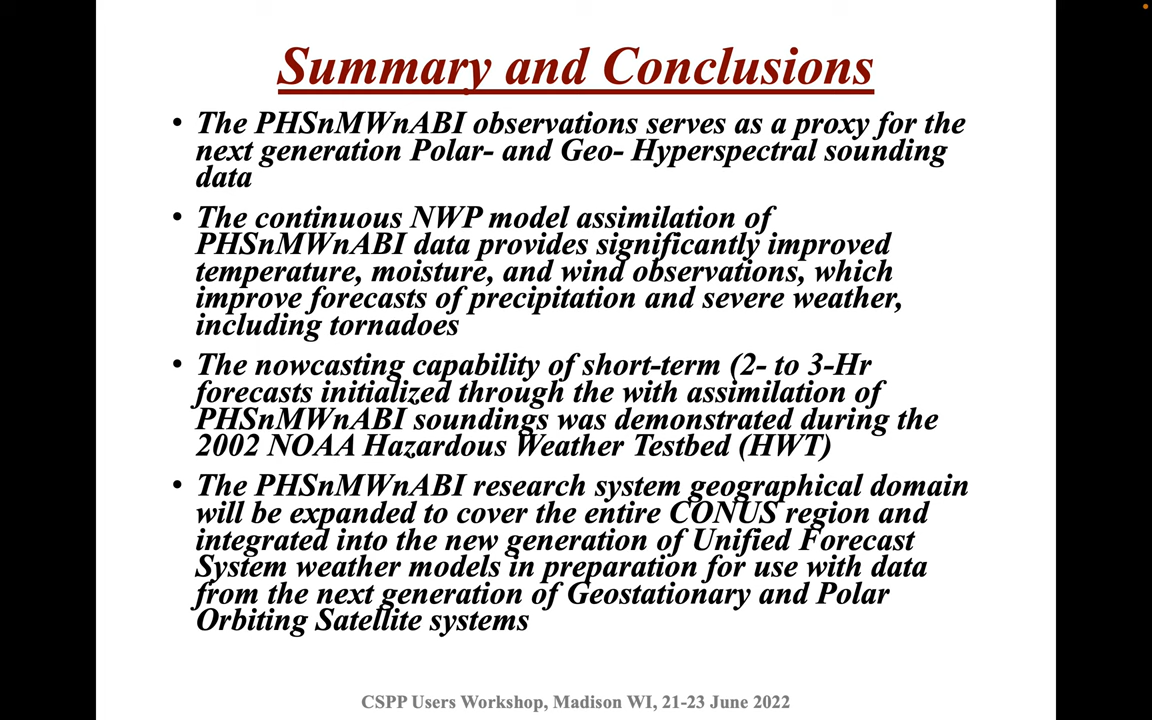 Summary and Conclusions
• The PHSnMWnABI observations serves as a proxy for the
next generation Polar- and Geo- Hyperspectral sounding
data
• The continuous NWP model assimilation of
PHSnMWnABI data provides significantly improved
temperature, moisture, and wind observations, which
improve forecasts of precipitation and severe weather,
including tornadoes
• The nowcasting capability of short-term (2- to 3-Hr
forecasts initialized through the with assimilation of
PHSnMWnABI soundings was demonstrated during the
2002 NOAA Hazardous Weather Testbed (HWT)
• The PHSnMWnABI research system geographical domain
will be expanded to cover the entire CONUS region and
integrated into the new generation of Unified Forecast
System weather models in preparation for use with data
from the next generation of Geostationary and Polar
Orbiting Satellite systems
CSPP Users Workshop, Madison WI, 21-23 June 2022